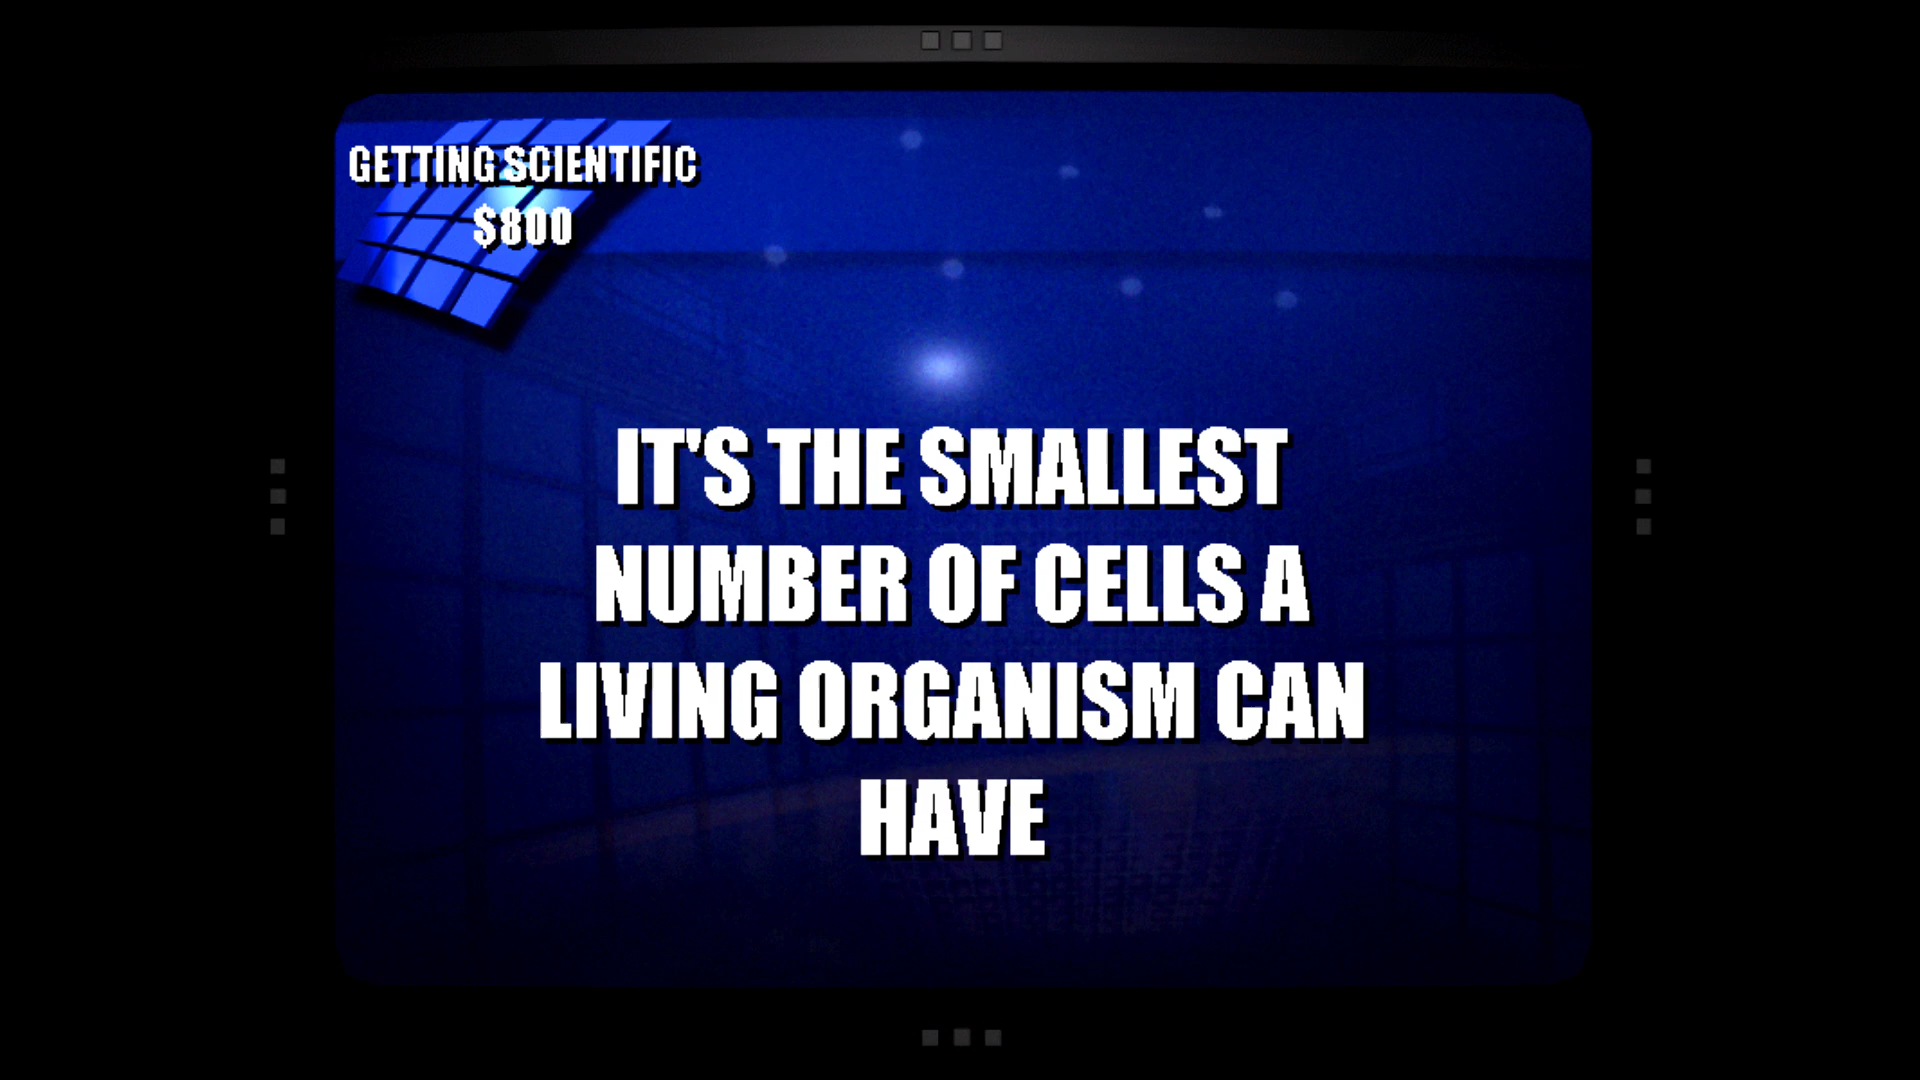 GETTING SCIENTIFIC
$800
IT'S THE SMALLEST
NUMBER OF CELLS A
LIVING ORGANISM CAN
HAVE